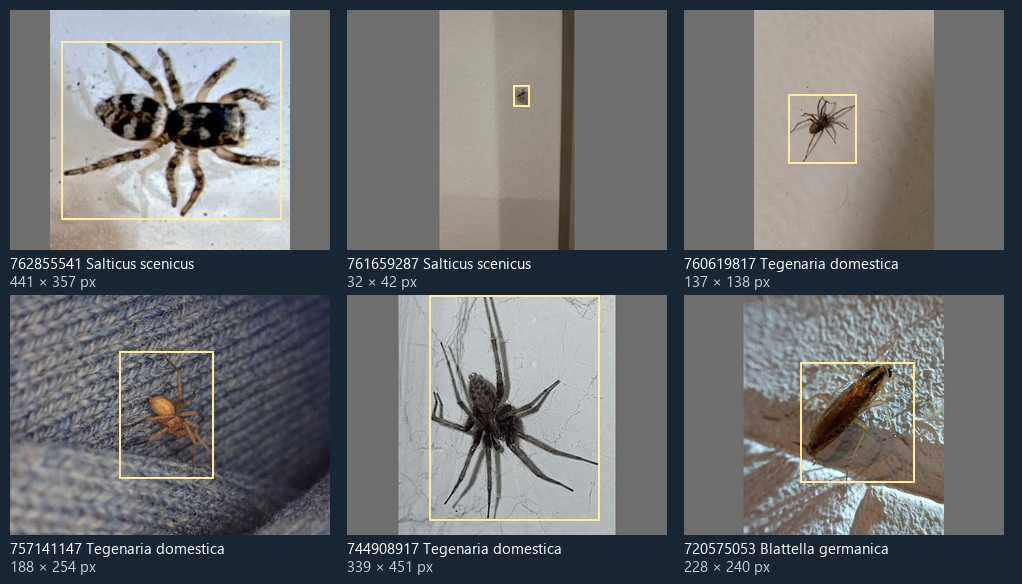 762855541 Salticus scenicus
441 × 357 px
761659287 Salticus scenicus
32 × 42 px
760619817 Tegenaria domestica
137 × 138 px
757141147 Tegenaria domestica
188 × 254 px
744908917 Tegenaria domestica
339 × 451 px
720575053 Blattella germanica
228 × 240 px